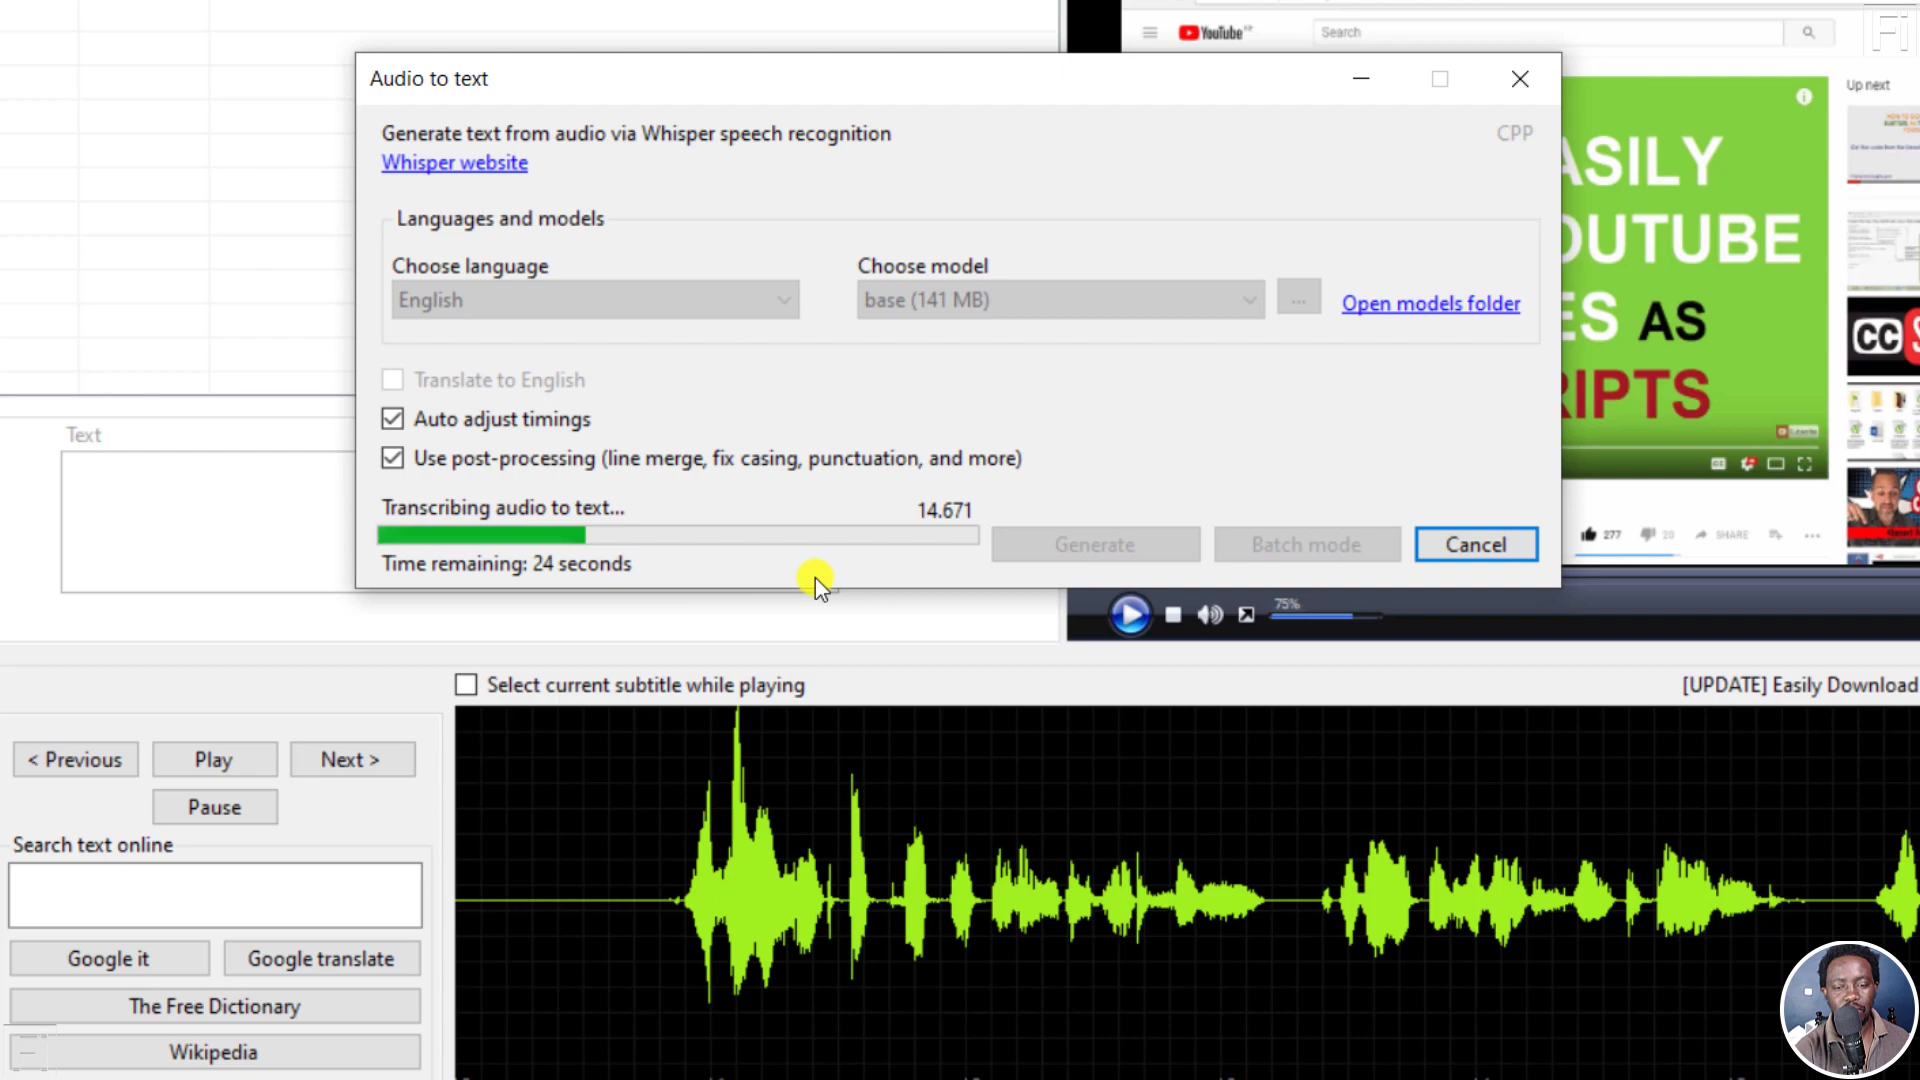 YouTube
Search
Up next
Audio to text
Generate text from audio via Whisper speech recognition
CPP
Whisper website
Languages and models
Choose language
Choose model
English
base (141 MB)
...
Open models folder
Translate to English
Auto adjust timings
Use post-processing (line merge, fix casing, punctuation, and more)
Transcribing audio to text...
14.671
Generate
Batch mode
Cancel
Time remaining: 24 seconds
ASILY
OUTUBE
ES AS
RIPTS
CC
277
20
SHARE
75%
Text
Select current subtitle while playing
[UPDATE] Easily Download
< Previous
Play
Next >
Pause
Search text online
Google it
Google translate
The Free Dictionary
Wikipedia